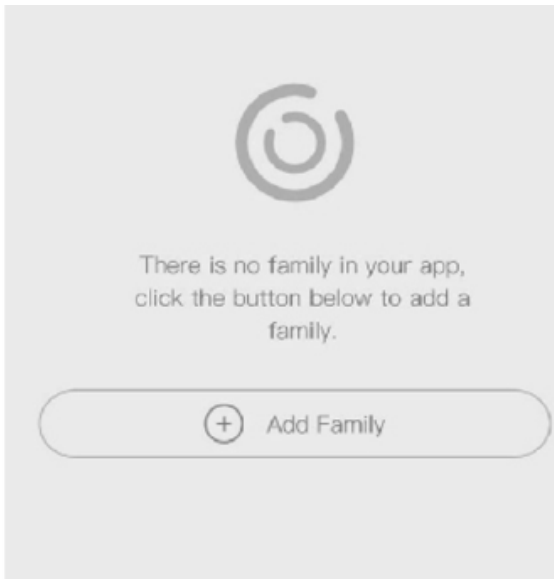 There is no family in your app,
click the button below to add a
family.
Add Family